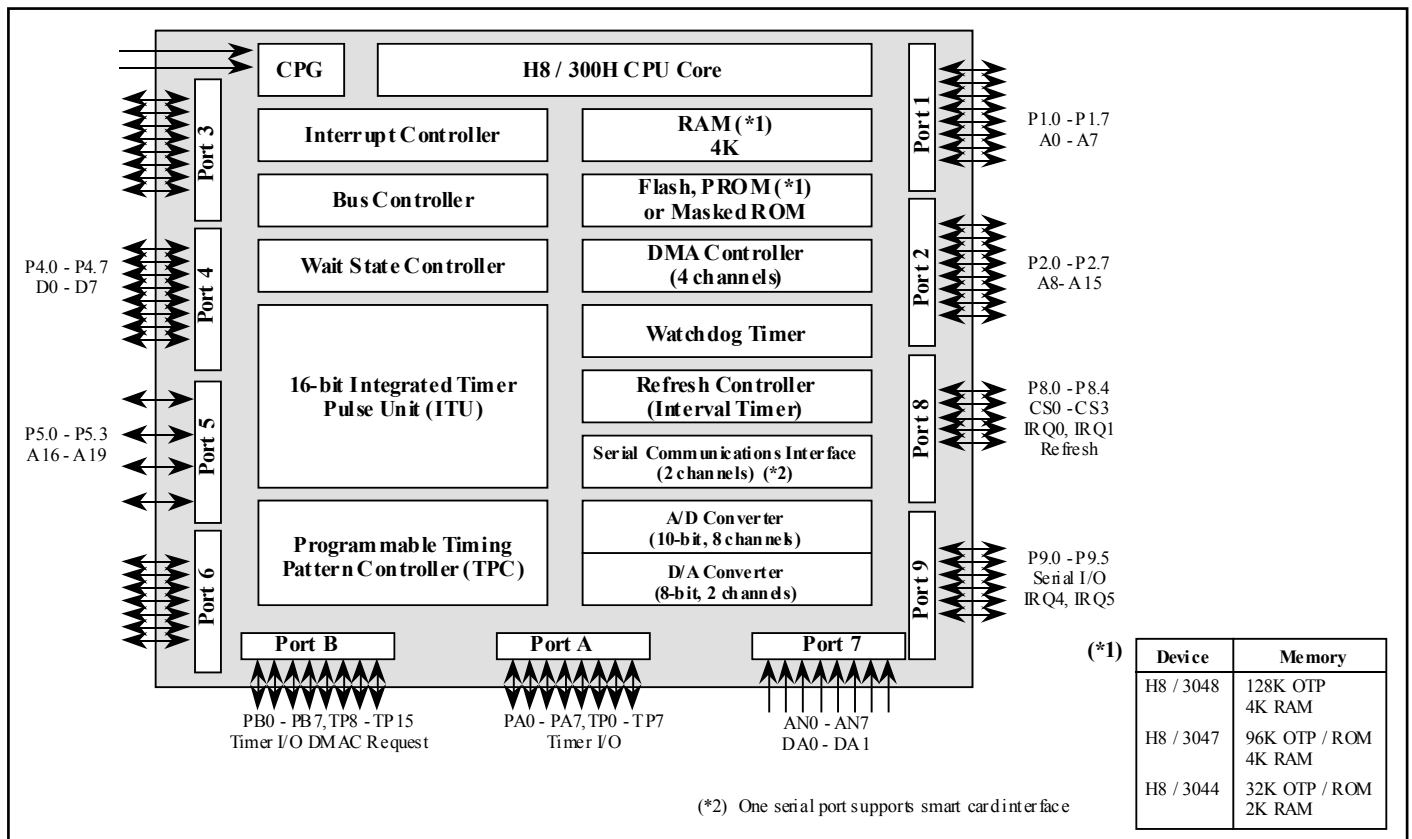 CPG
H8 / 300H CPU Core
Port 3
Interrupt Controller
RAM (*1)
4K
Port 1
P1.0 - P1.7
A0 - A7
Bus Controller
Flash, PROM (*1)
or Masked ROM
P4.0 - P4.7
D0 - D7
Port 4
Wait State Controller
DMA Controller
(4 channels)
Port 2
P2.0 - P2.7
A8- A15
16-bit Integrated Timer
Pulse Unit (ITU)
Watchdog Timer
P5.0 - P5.3
A16 - A19
Port 5
Refresh Controller
(Interval Timer)
Port 8
P8.0 - P8.4
CS0 - CS3
IRQ0, IRQ1
Refresh
Serial Communications Interface
(2 channels) (*2)
Port 6
Programmable Timing
Pattern Controller (TPC)
A/D Converter
(10-bit, 8 channels)
D/A Converter
(8-bit, 2 channels)
Port 9
P9.0 - P9.5
Serial I/O
IRQ4, IRQ5
Port B
Port A
Port 7
PB0 - PB7, TP8 - TP15
Timer I/O DMAC Request
PA0 - PA7, TP0 - TP7
Timer I/O
AN0 - AN7
DA0 - DA1
(*1)
Device Memory
H8 / 3048 128K OTP
4K RAM
H8 / 3047 96K OTP / ROM
4K RAM
H8 / 3044 32K OTP / ROM
2K RAM
(*2) One serial port supports smart card interface